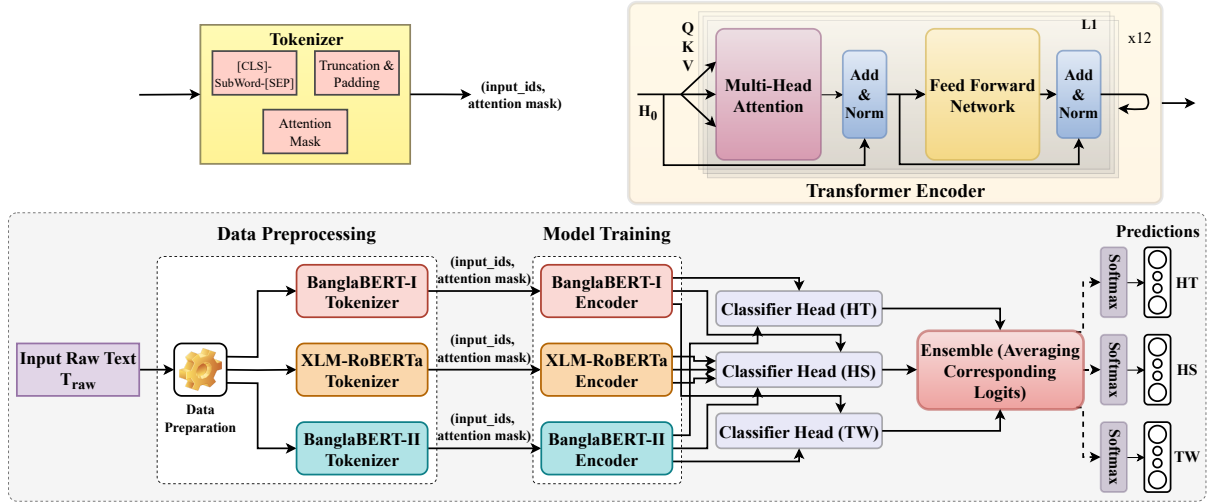 Tokenizer
[CLS]-
SubWord-[SEP]
Truncation &
Padding
Attention
Mask
(input_ids,
attention mask)
Q
K
V
H0
Multi-Head
Attention
Add
&
Norm
Feed Forward
Network
Add
&
Norm
L1
x12
Transformer Encoder
Data Preprocessing
Model Training
Predictions
Input Raw Text
Traw
Data
Preparation
BanglaBERT-I
Tokenizer
XLM-RoBERTa
Tokenizer
BanglaBERT-II
Tokenizer
(input_ids,
attention mask)
(input_ids,
attention mask)
(input_ids,
attention mask)
BanglaBERT-I
Encoder
XLM-RoBERTa
Encoder
BanglaBERT-II
Encoder
Classifier Head (HT)
Classifier Head (HS)
Classifier Head (TW)
Ensemble (Averaging
Corresponding
Logits)
Softmax
HT
Softmax
HS
Softmax
TW